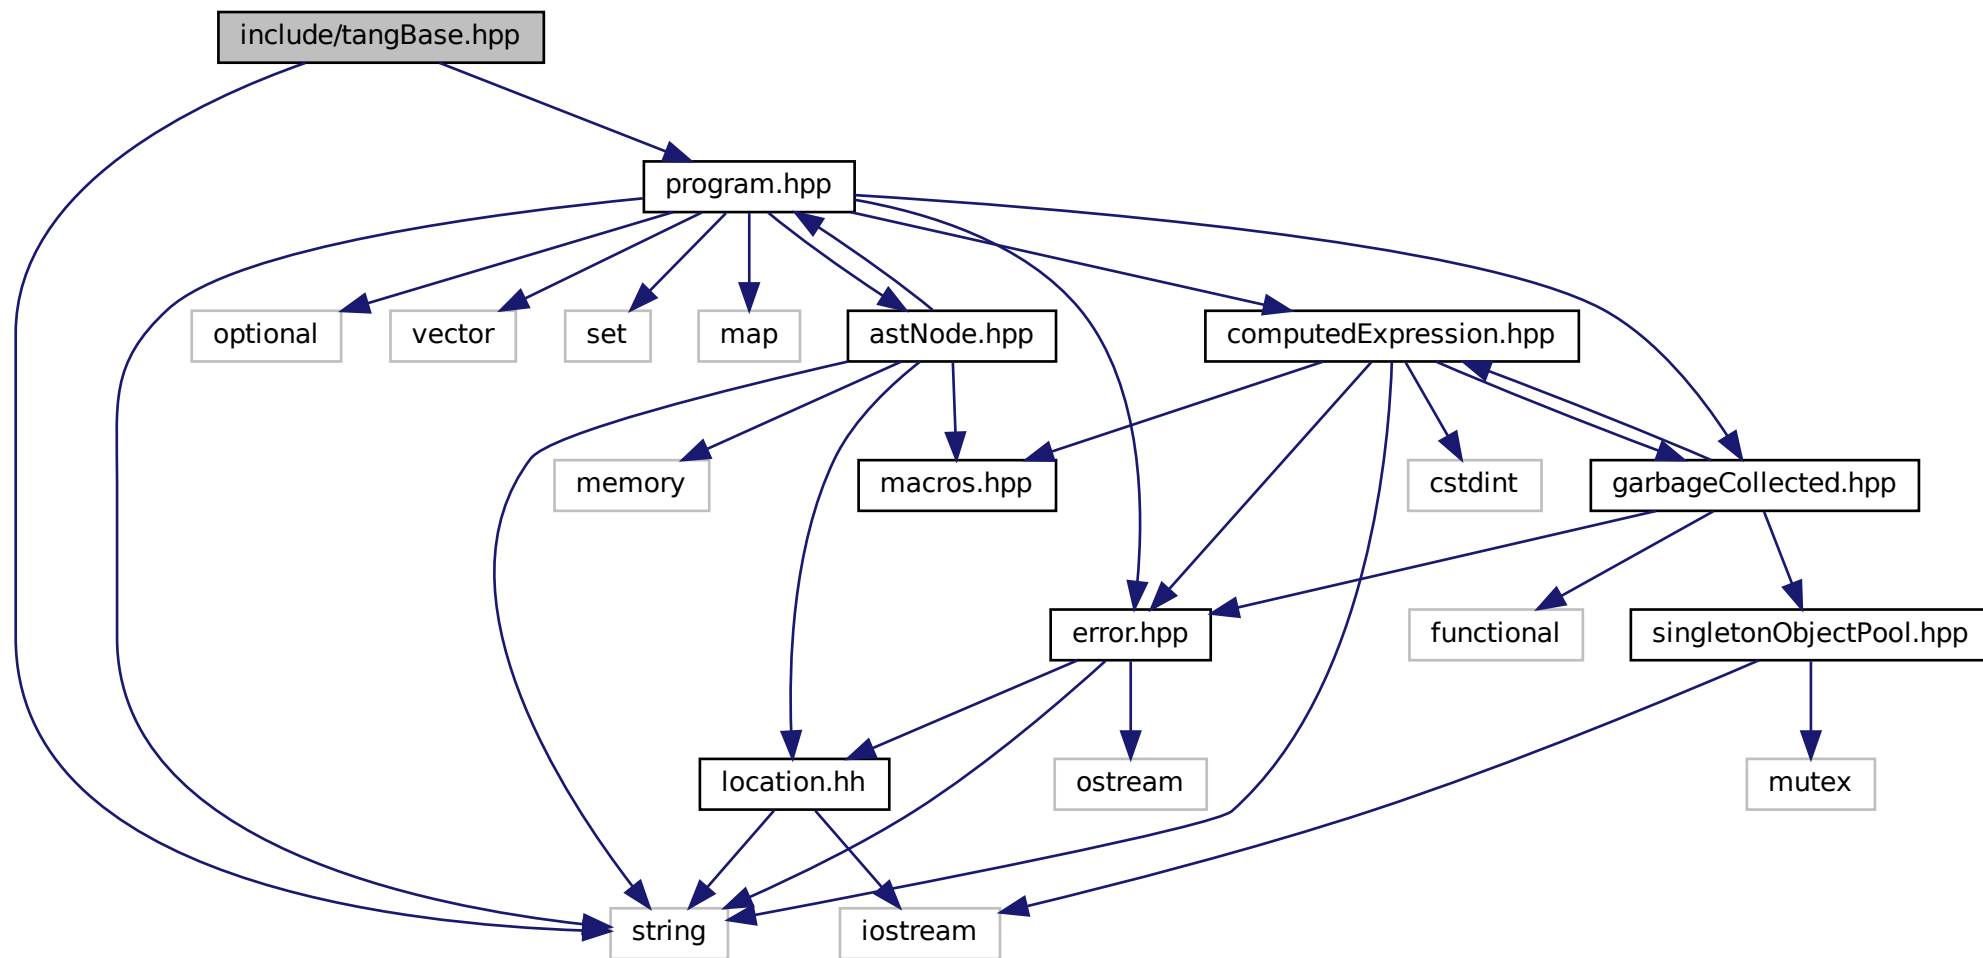 include/tangBase.hpp
program.hpp
optional
vector
set
map
astNode.hpp
computedExpression.hpp
memory
macros.hpp
cstdint
garbageCollected.hpp
error.hpp
functional
singletonObjectPool.hpp
location.hh
ostream
mutex
string
iostream